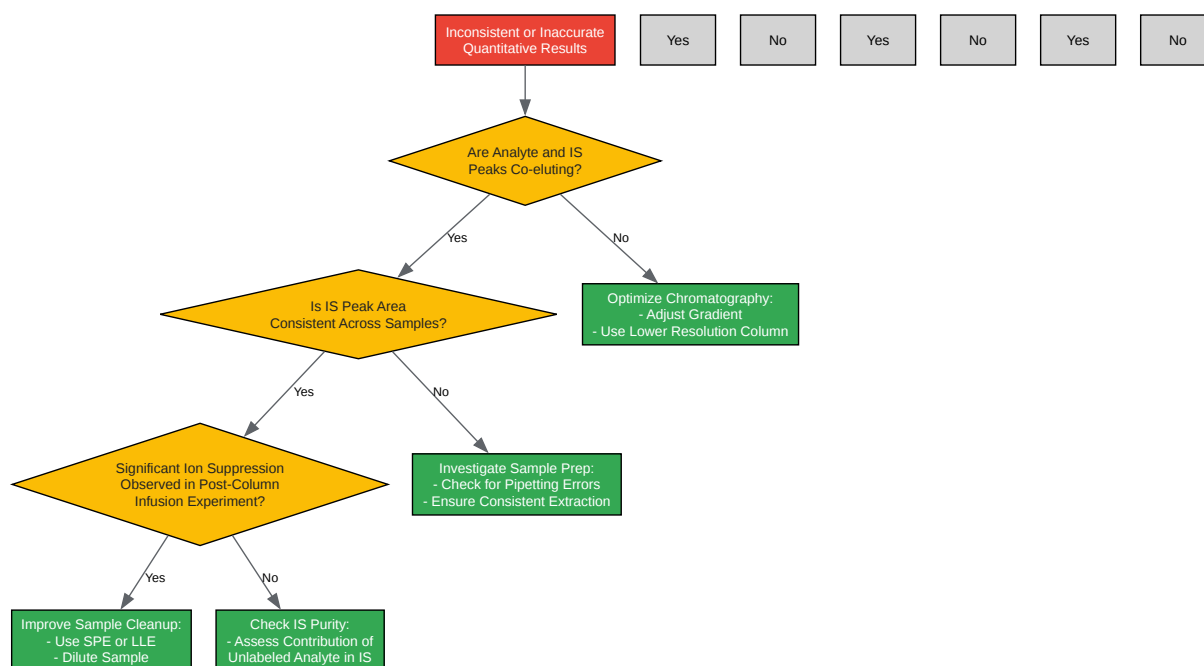 Inconsistent or Inaccurate
Quantitative Results
Yes
No
Yes
No
Yes
No
Are Analyte and IS
Peaks Co-eluting?
Yes
No
Is IS Peak Area
Consistent Across Samples?
Optimize Chromatography:
- Adjust Gradient
- Use Lower Resolution Column
Yes
No
Significant Ion Suppression
Observed in Post-Column
Infusion Experiment?
Investigate Sample Prep:
- Check for Pipetting Errors
- Ensure Consistent Extraction
Yes
No
Improve Sample Cleanup:
- Use SPE or LLE
- Dilute Sample
Check IS Purity:
- Assess Contribution of
Unlabeled Analyte in IS